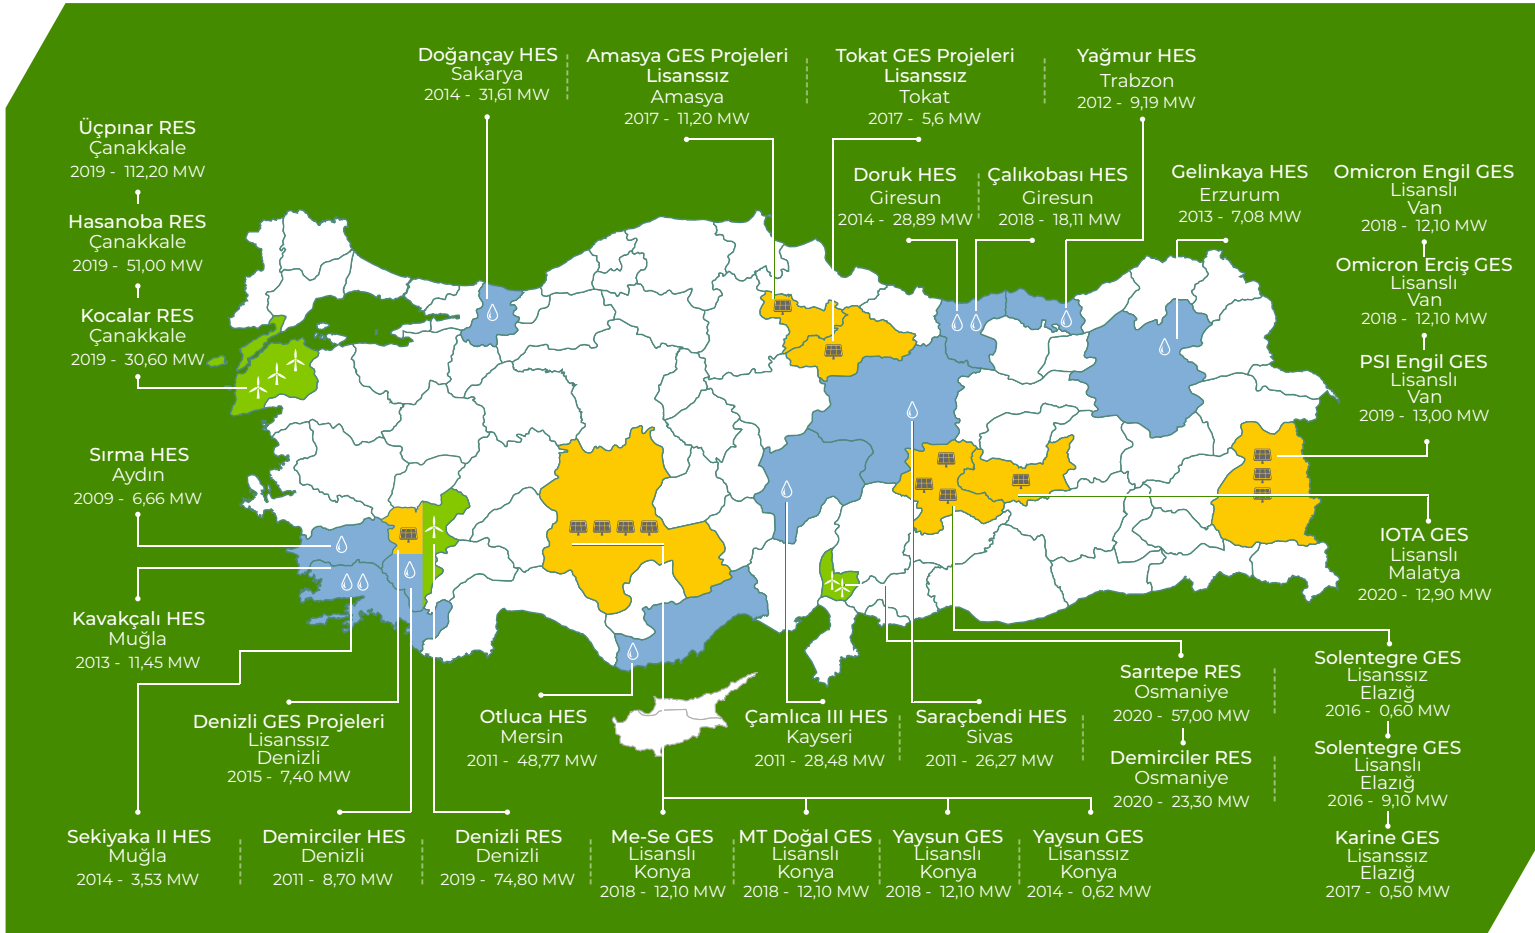 Doğançay HES
Sakarya
2014 - 31,61 MW
Amasya GES Projeleri
Lisanssız
Amasya
2017 - 11,20 MW
Tokat GES Projeleri
Lisanssız
Tokat
2017 - 5,6 MW
Yağmur HES
Trabzon
2012 - 9,19 MW
Üçpınar RES
Çanakkale
2019 - 112,20 MW
Hasanoba RES
Çanakkale
2019 - 51,00 MW
Kocalar RES
Çanakkale
2019 - 30,60 MW
Doruk HES
Giresun
2014 - 28,89 MW
Çalıkobası HES
Giresun
2018 - 18,11 MW
Gelinkaya HES
Erzurum
2013 - 7,08 MW
Omicron Engil GES
Lisanslı
Van
2018 - 12,10 MW
Omicron Erciş GES
Lisanslı
Van
2018 - 12,10 MW
PSI Engil GES
Lisanslı
Van
2019 - 13,00 MW
Sırma HES
Aydın
2009 - 6,66 MW
Kavakçalı HES
Muğla
2013 - 11,45 MW
IOTA GES
Lisanslı
Malatya
2020 - 12,90 MW
Denizli GES Projeleri
Lisanssız
Denizli
2015 - 7,40 MW
Otluca HES
Mersin
2011 - 48,77 MW
Çamlıca III HES
Kayseri
2011 - 28,48 MW
Saraçbendi HES
Sivas
2011 - 26,27 MW
Sarıtepe RES
Osmaniye
2020 - 57,00 MW
Demirciler RES
Osmaniye
2020 - 23,30 MW
Solentegre GES
Lisanssız
Elazığ
2016 - 0,60 MW
Solentegre GES
Lisanslı
Elazığ
2016 - 9,10 MW
Karine GES
Lisanssız
Elazığ
2017 - 0,50 MW
Sekiyaka II HES
Muğla
2014 - 3,53 MW
Demirciler HES
Denizli
2011 - 8,70 MW
Denizli RES
Denizli
2019 - 74,80 MW
Me-Se GES
Lisanslı
Konya
2018 - 12,10 MW
MT Doğal GES
Lisanslı
Konya
2018 - 12,10 MW
Yaysun GES
Lisanslı
Konya
2018 - 12,10 MW
Yaysun GES
Lisanssız
Konya
2014 - 0,62 MW